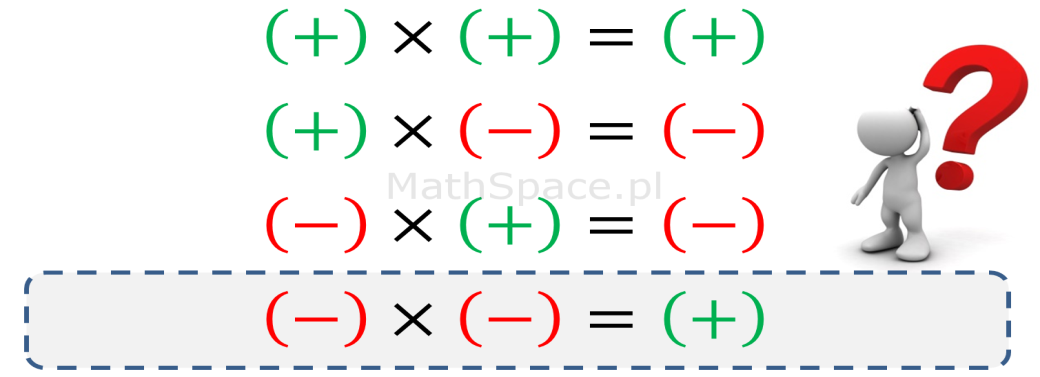 (+) × (+) = (+)
(+) × (−) = (−)
MathSpace.pl
(−) × (+) = (−)
(−) × (−) = (+)
?